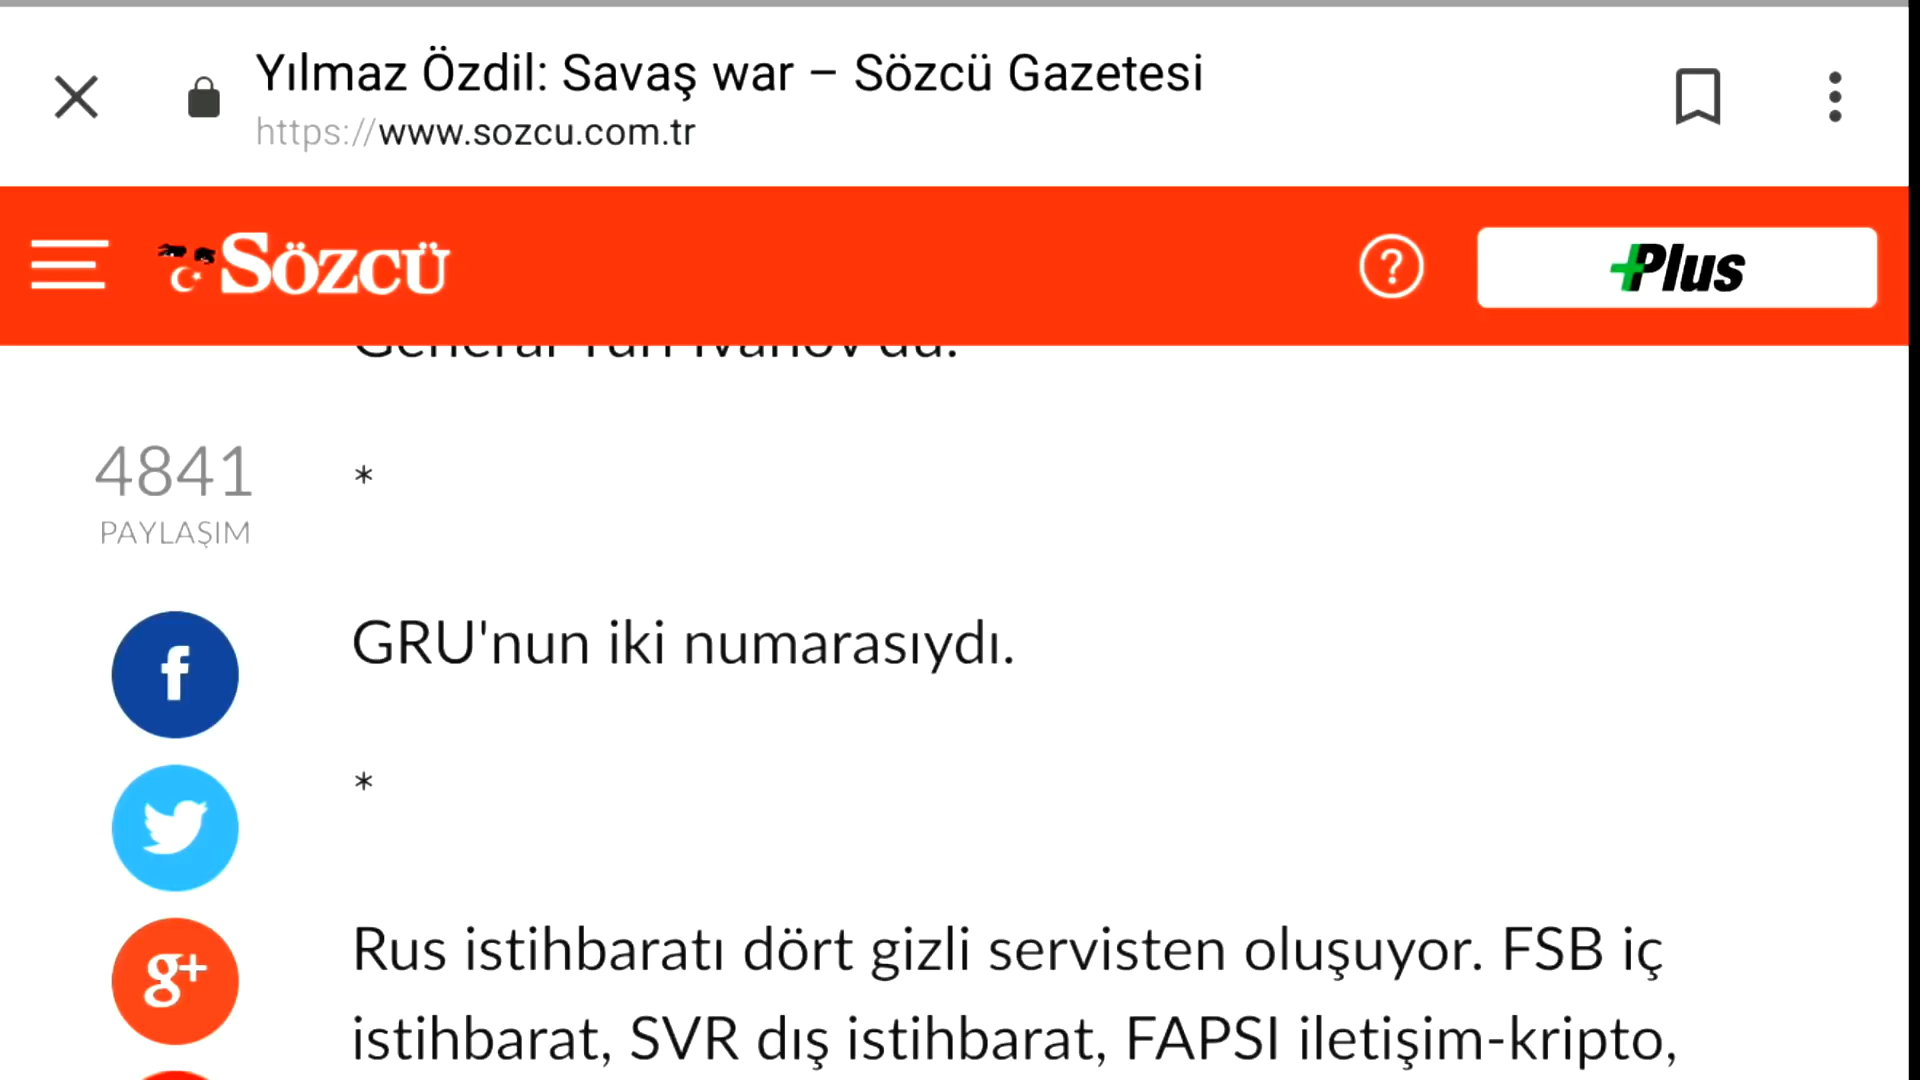 Yılmaz Özdil: Savaş war – Sözcü Gazetesi
https://www.sozcu.com.tr
Sözcü
?
+Plus
4841
PAYLAŞIM
*
GRU'nun iki numarasıydı.
*
Rus istihbaratı dört gizli servisten oluşuyor. FSB iç
istihbarat, SVR dış istihbarat, FAPSI iletişim-kripto,
f
g+